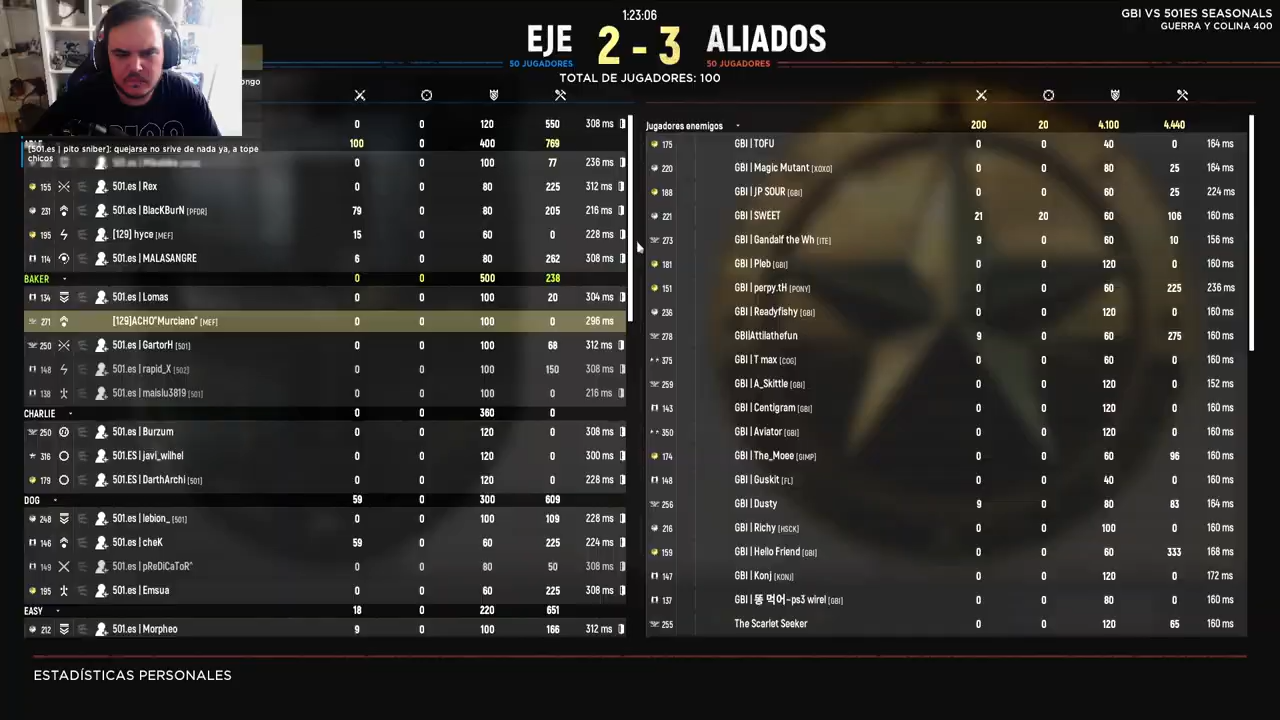 1:23:06
EJE 2 - 3 ALIADOS
50 JUGADORES 50 JUGADORES
TOTAL DE JUGADORES: 100
GBI VS 501ES SEASONALS
GUERRA Y COLINA 400
ongo
[501.es | pito sniber]: quejarse no srive de nada ya, a tope
chicos
0 0 120 550 308 ms
100 0 400 769
0 0 100 77 236 ms
155 501.es | Rex 0 0 80 225 312 ms
231 501.es | BlacKBurN [PFDR] 79 0 80 205 216 ms
195 [129] hyce [MEF] 15 0 60 0 228 ms
114 501.es | MALASANGRE 6 0 80 262 308 ms
BAKER 0 0 500 238
134 501.es | Lomas 0 0 100 20 304 ms
271 [129]ACHO"Murciano" [MEF] 0 0 100 0 296 ms
250 501.es | GartorH [501] 0 0 100 68 312 ms
148 501.es | rapid_X [502] 0 0 100 150 308 ms
138 501.es | maislu3819 [501] 0 0 100 0 216 ms
CHARLIE 0 0 360 0
250 501.es | Burzum 0 0 120 0 308 ms
316 501.ES | javi_wilhel 0 0 120 0 300 ms
179 501.ES | DarthArchi [501] 0 0 120 0 228 ms
DOG 59 0 300 609
248 501.es | lebion_ [501] 0 0 100 109 228 ms
146 501.es | cheK 59 0 60 225 224 ms
149 501.es | pReDiCaToR^ 0 0 80 50 308 ms
195 501.es | Emsua 0 0 60 225 308 ms
EASY 18 0 220 651
212 501.es | Morpheo 9 0 100 166 312 ms
Jugadores enemigos 200 20 4.100 4.440
175 GBI | TOFU 0 0 40 0 164 ms
220 GBI | Magic Mutant [XOXO] 0 0 80 25 164 ms
188 GBI | JP SOUR [GBI] 0 0 60 25 224 ms
221 GBI | SWEET 21 20 60 106 160 ms
273 GBI | Gandalf the Wh [ITE] 9 0 60 10 156 ms
181 GBI | Pleb [GBI] 0 0 120 0 160 ms
151 GBI | perpy.tH [PONY] 0 0 60 225 236 ms
236 GBI | Readyfishy [GBI] 0 0 120 0 160 ms
278 GBI|Attilathefun 9 0 60 275 160 ms
375 GBI | T max [COG] 0 0 60 0 160 ms
259 GBI | A_Skittle [GBI] 0 0 120 0 152 ms
143 GBI | Centigram [GBI] 0 0 120 0 160 ms
350 GBI | Aviator [GBI] 0 0 120 0 160 ms
174 GBI | The_Moee [GIMP] 0 0 60 96 160 ms
148 GBI | Guskit [FL] 0 0 40 0 160 ms
256 GBI | Dusty 9 0 80 83 164 ms
216 GBI | Richy [HSCK] 0 0 100 0 160 ms
159 GBI | Hello Friend [GBI] 0 0 60 333 168 ms
147 GBI | Konj [KONJ] 0 0 120 0 172 ms
137 GBI | 똥 먹어~ps3 wirel [GBI] 0 0 80 0 160 ms
255 The Scarlet Seeker 0 0 120 65 160 ms
ESTADÍSTICAS PERSONALES